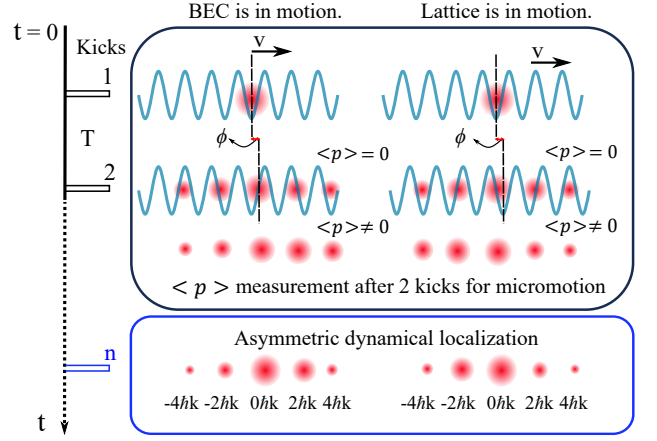 BEC is in motion.
Lattice is in motion.
t = 0
Kicks
1
v
v
T
ϕ
ϕ
<p> = 0
<p> = 0
2
<p>≠ 0
<p>≠ 0
< p > measurement after 2 kicks for micromotion
Asymmetric dynamical localization
n
-4ℏk -2ℏk 0ℏk 2ℏk 4ℏk
-4ℏk -2ℏk 0ℏk 2ℏk 4ℏk
t